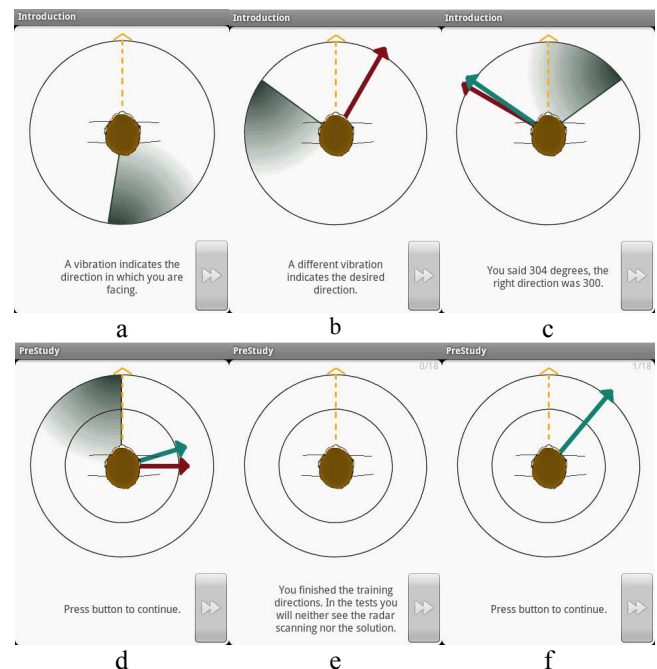 Introduction
Introduction
Introduction
A vibration indicates the
direction in which you are
facing.
A different vibration
indicates the desired
direction.
You said 304 degrees, the
right direction was 300.
a
b
c
PreStudy
PreStudy
PreStudy
0/18
1/18
Press button to continue.
You finished the training
directions. In the tests you
will neither see the radar
scanning nor the solution.
Press button to continue.
d
e
f